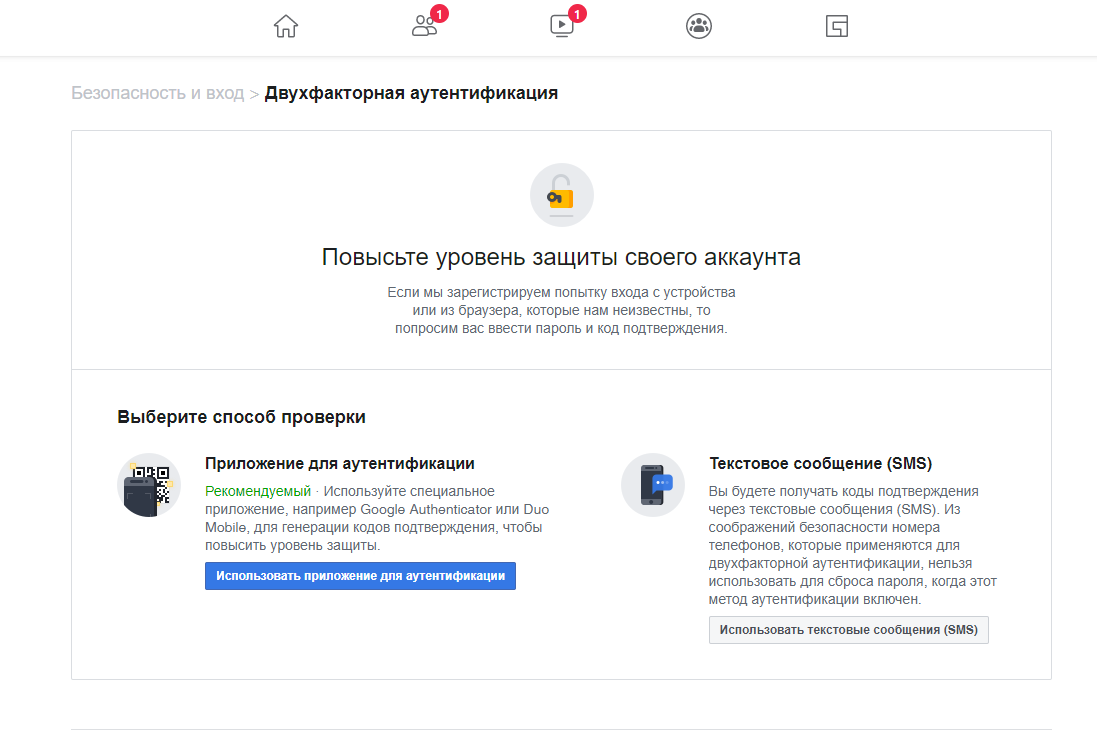 1
1
Безопасность и вход > Двухфакторная аутентификация
Повысьте уровень защиты своего аккаунта
Если мы зарегистрируем попытку входа с устройства
или из браузера, которые нам неизвестны, то
попросим вас ввести пароль и код подтверждения.
Выберите способ проверки
Приложение для аутентификации
Рекомендуемый · Используйте специальное
приложение, например Google Authenticator или Duo
Mobile, для генерации кодов подтверждения, чтобы
повысить уровень защиты.
Использовать приложение для аутентификации
Текстовое сообщение (SMS)
Вы будете получать коды подтверждения
через текстовые сообщения (SMS). Из
соображений безопасности номера
телефонов, которые применяются для
двухфакторной аутентификации, нельзя
использовать для сброса пароля, когда этот
метод аутентификации включен.
Использовать текстовые сообщения (SMS)